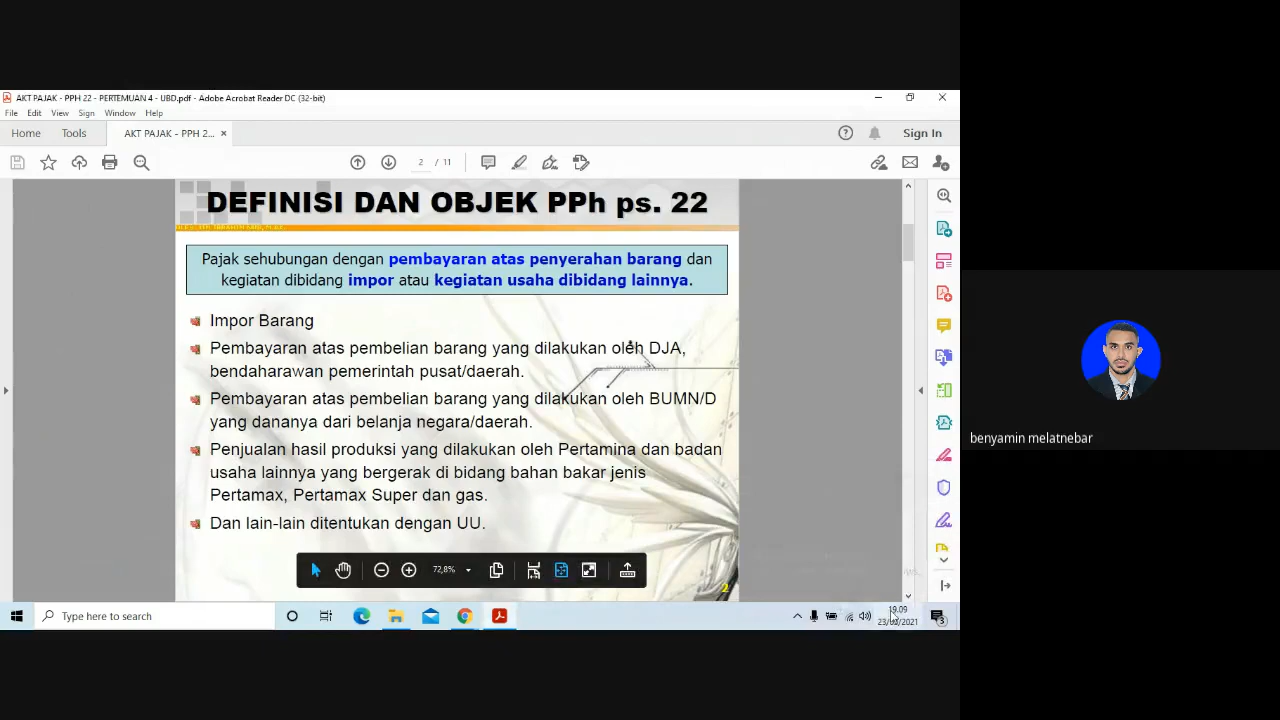 AKT PAJAK - PPH 22 - PERTEMUAN 4 - UBD.pdf - Adobe Acrobat Reader DC (32-bit)
File Edit View Sign Window Help
Home Tools AKT PAJAK - PPH 2... × Sign In
2 / 11
DEFINISI DAN OBJEK PPh ps. 22
Pajak sehubungan dengan pembayaran atas penyerahan barang dan
kegiatan dibidang impor atau kegiatan usaha dibidang lainnya.
Impor Barang
Pembayaran atas pembelian barang yang dilakukan oleh DJA,
bendaharawan pemerintah pusat/daerah.
Pembayaran atas pembelian barang yang dilakukan oleh BUMN/D
yang dananya dari belanja negara/daerah.
Penjualan hasil produksi yang dilakukan oleh Pertamina dan badan
usaha lainnya yang bergerak di bidang bahan bakar jenis
Pertamax, Pertamax Super dan gas.
Dan lain-lain ditentukan dengan UU.
72,8%
2
Type here to search
19.09
3
benyamin melatnebar